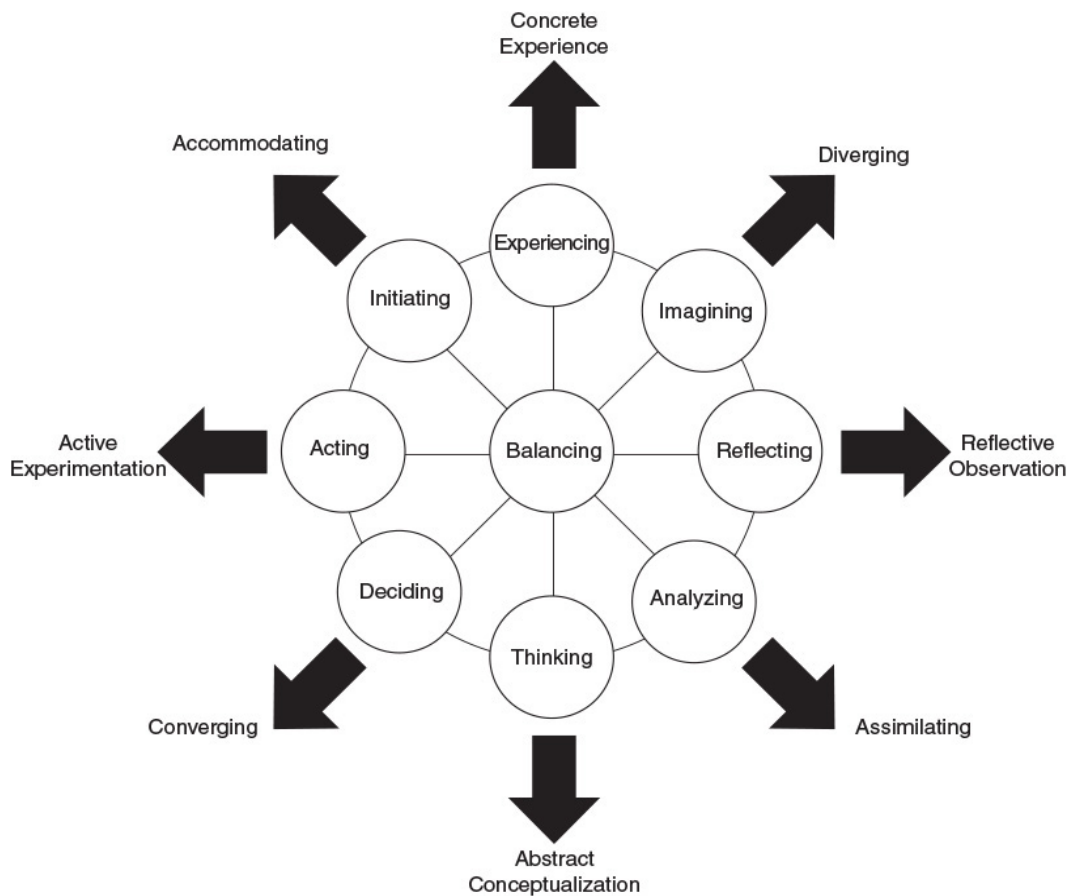 Concrete
Experience
Accommodating
Diverging
Experiencing
Initiating
Imagining
Active
Experimentation
Acting
Balancing
Reflecting
Reflective
Observation
Deciding
Analyzing
Thinking
Converging
Assimilating
Abstract
Conceptualization